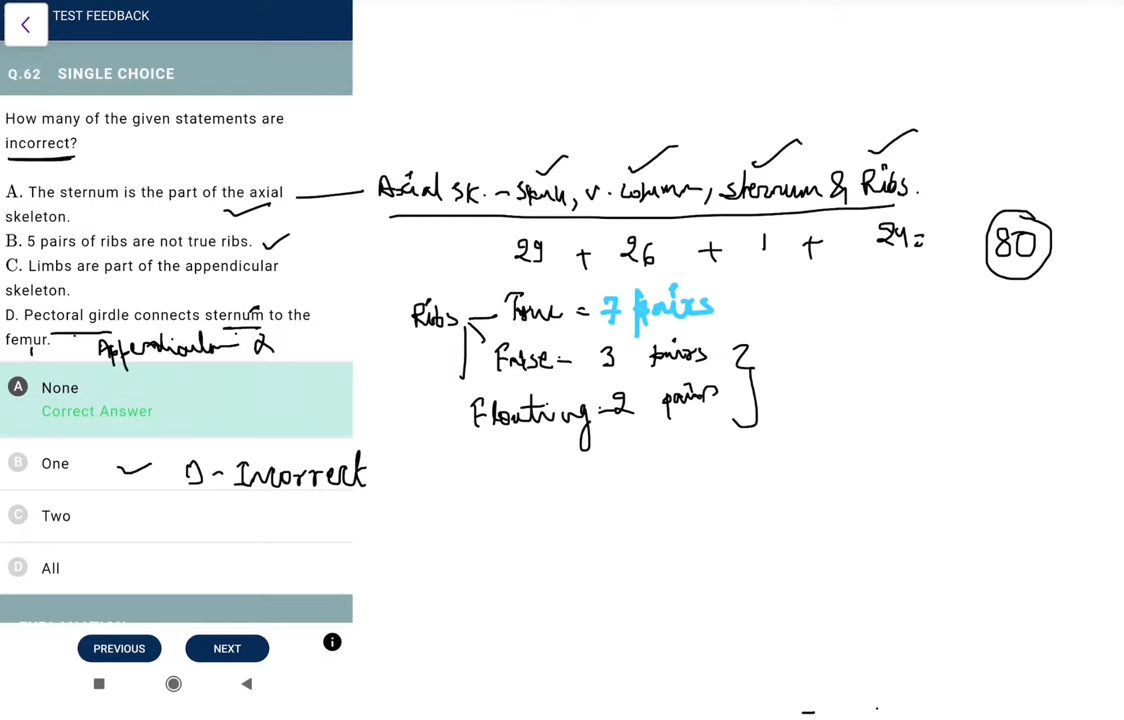 TEST FEEDBACK
Q.62 SINGLE CHOICE
How many of the given statements are
incorrect?
A. The sternum is the part of the axial
skeleton.
B. 5 pairs of ribs are not true ribs.
C. Limbs are part of the appendicular
skeleton.
D. Pectoral girdle connects sternum to the
femur.
A None
Correct Answer
B One
C Two
D All
PREVIOUS NEXT
Axial sk. - Skull, v. column, sternum & Ribs.
29 + 26 + 1 + 24 = 80
Ribs - True = 7 pairs
False - 3 pairs
Floating - 2 pairs
D - Incorrect